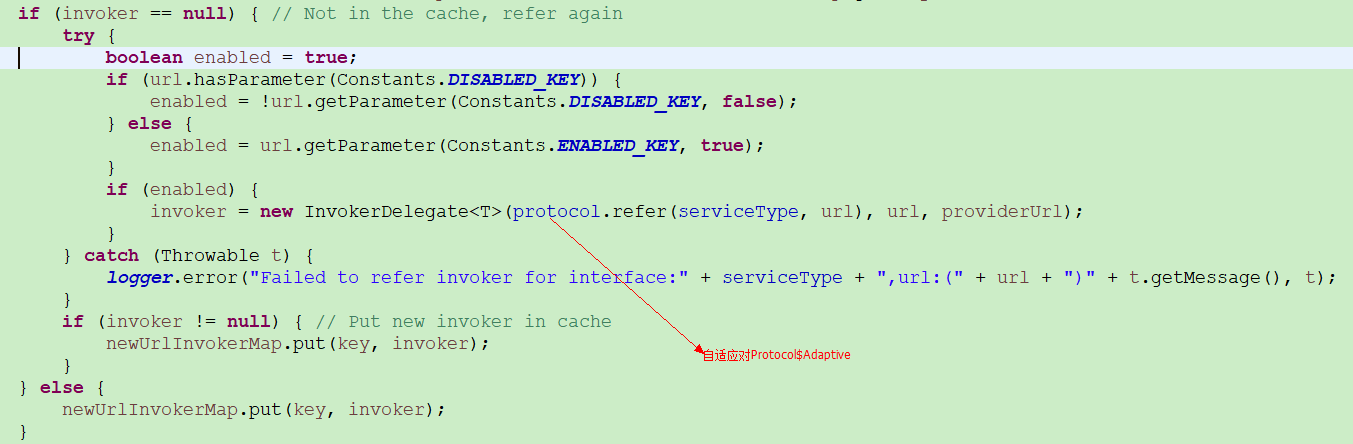 if (invoker == null) { // Not in the cache, refer again
try {
boolean enabled = true;
if (url.hasParameter(Constants.DISABLED_KEY)) {
enabled = !url.getParameter(Constants.DISABLED_KEY, false);
} else {
enabled = url.getParameter(Constants.ENABLED_KEY, true);
}
if (enabled) {
invoker = new InvokerDelegate<T>(protocol.refer(serviceType, url), url, providerUrl);
}
} catch (Throwable t) {
logger.error("Failed to refer invoker for interface:" + serviceType + ",url:(" + url + ")" + t.getMessage(), t);
}
if (invoker != null) { // Put new invoker in cache
newUrlInvokerMap.put(key, invoker);
自适应对Protocol$Adaptive
}
} else {
newUrlInvokerMap.put(key, invoker);
}